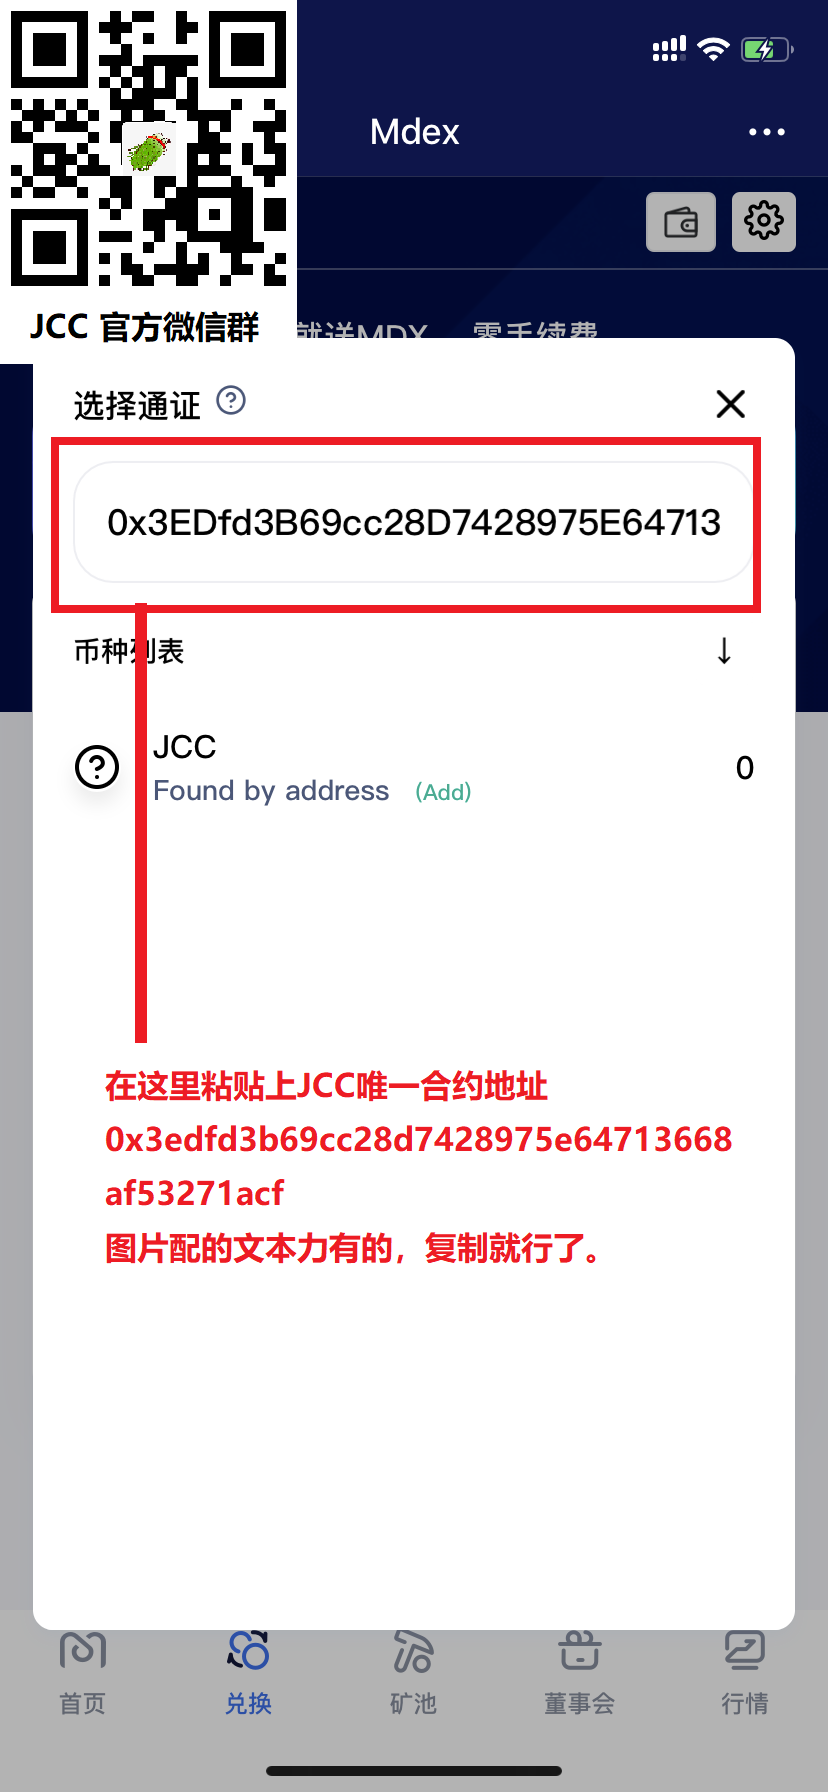 Mdex
JCC 官方微信群
就送MDX 零手续费
选择通证
0x3EDfd3B69cc28D7428975E64713
币种列表
JCC
0
Found by address (Add)
在这里粘贴上JCC唯一合约地址
0x3edfd3b69cc28d7428975e64713668
af53271acf
图片配的文本力有的，复制就行了。
首页 兑换 矿池 董事会 行情